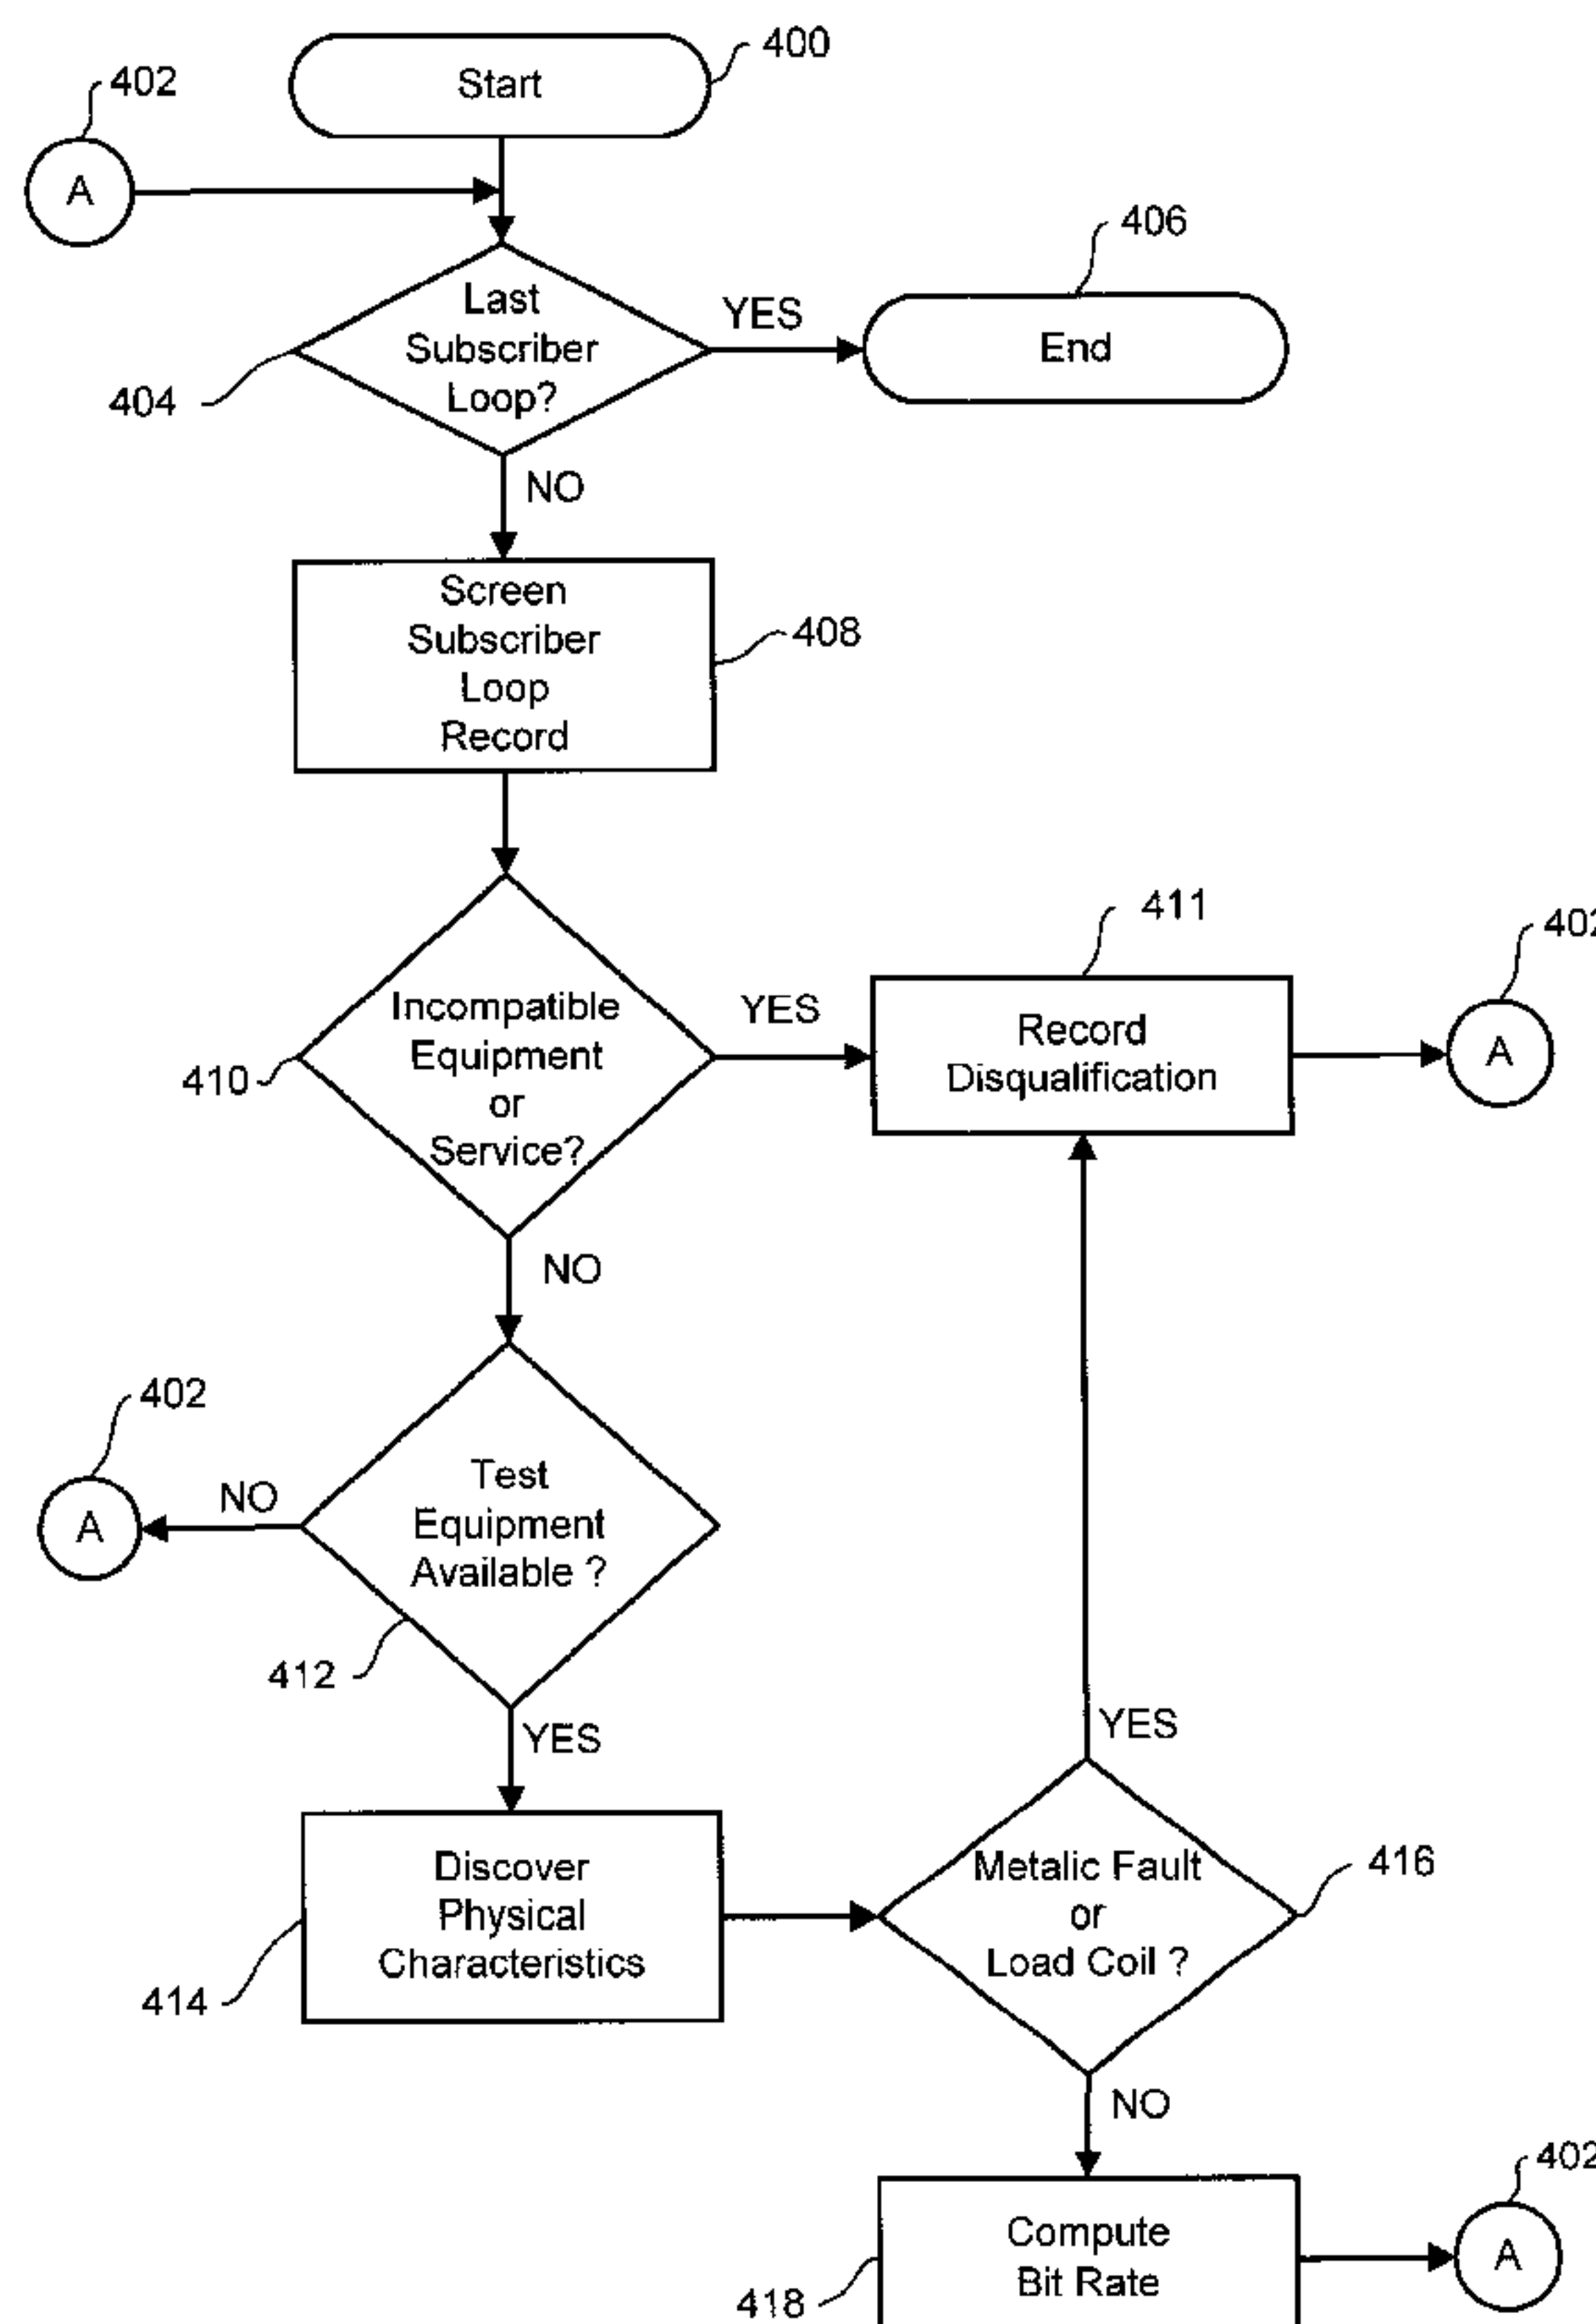 400
Start
402
A
406
Last
Subscriber
Loop?
YES
End
404
NO
Screen
Subscriber
Loop
Record
408
411
402
Incompatible
Equipment
or
Service?
YES
Record
Disqualification
A
410
NO
402
Test
Equipment
Available ?
NO
A
412
YES
YES
Discover
Physical
Characteristics
Metalic Fault
or
Load Coil ?
416
414
NO
402
Compute
Bit Rate
A
418